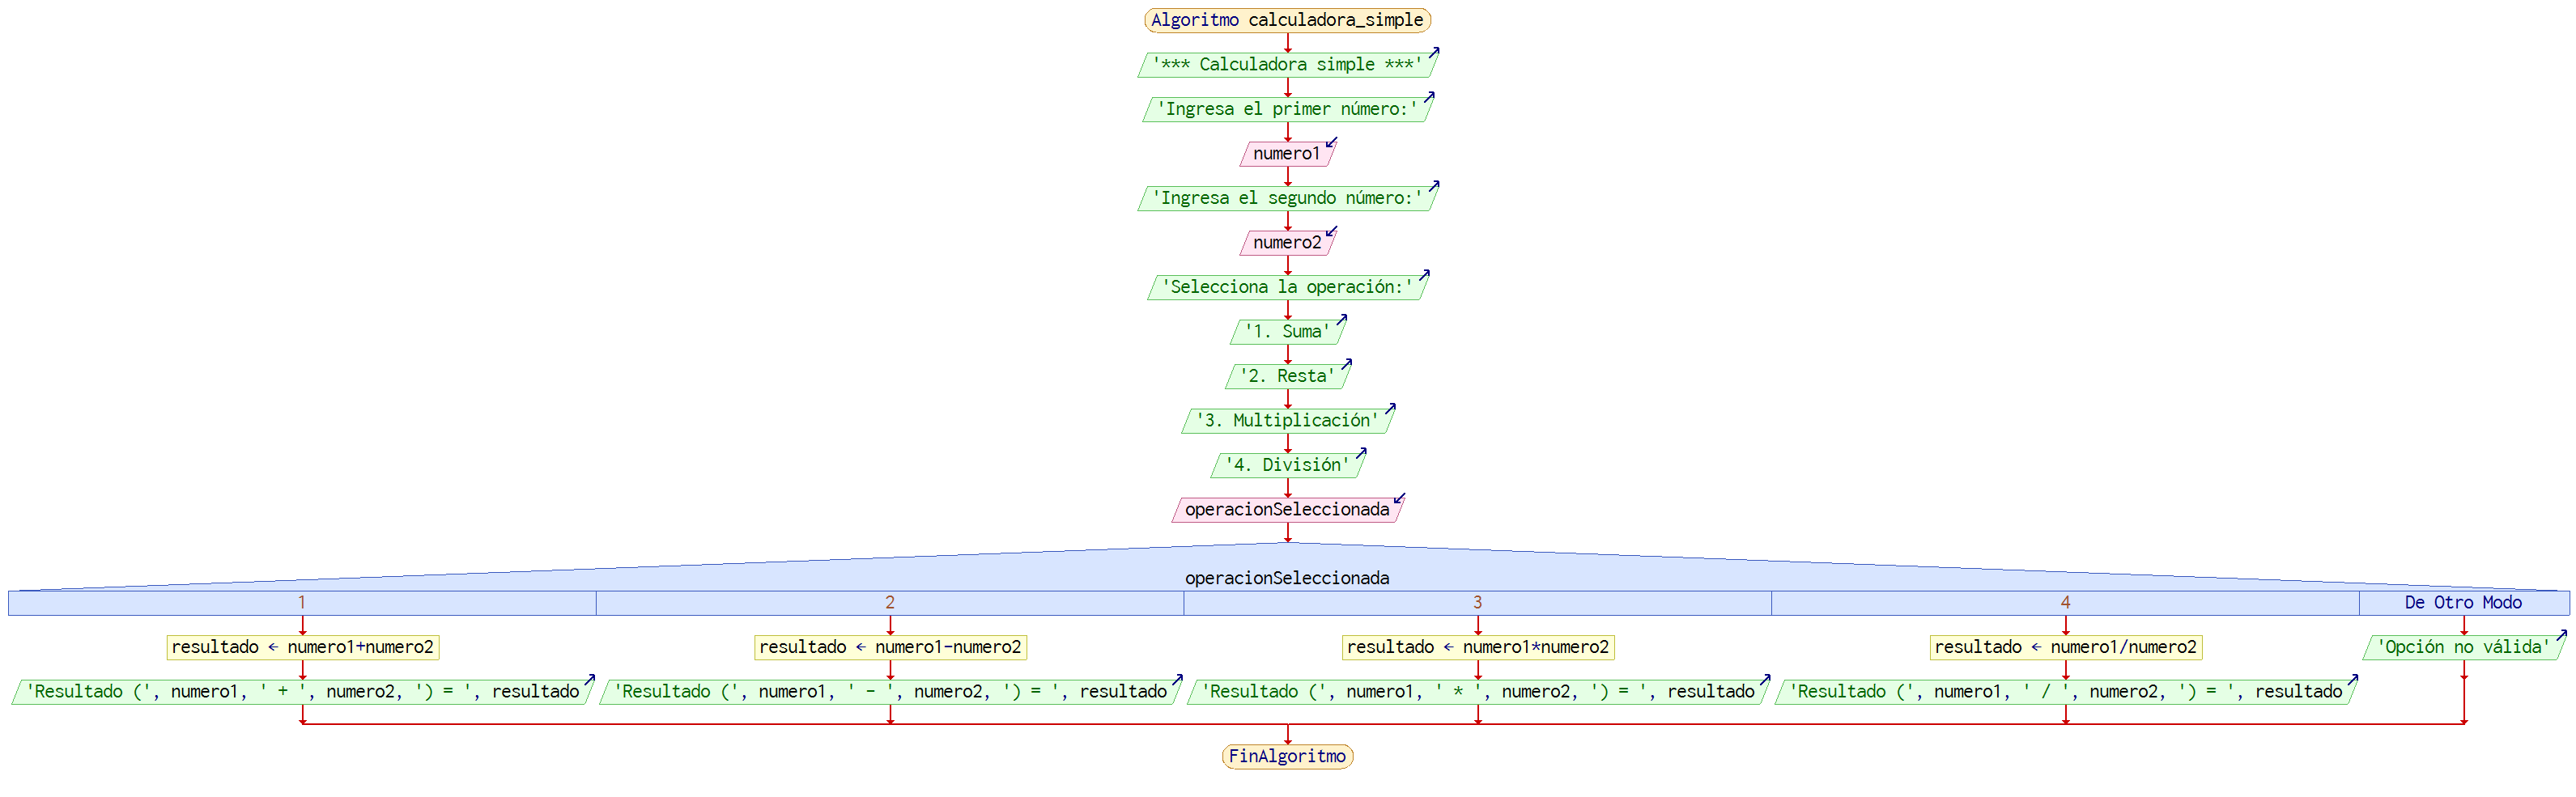 Algoritmo calculadora_simple
'*** Calculadora simple ***'
'Ingresa el primer número:'
numero1
'Ingresa el segundo número:'
numero2
'Selecciona la operación:'
'1. Suma'
'2. Resta'
'3. Multiplicación'
'4. División'
operacionSeleccionada
operacionSeleccionada
1 2 3 4 De Otro Modo
resultado ← numero1+numero2 resultado ← numero1-numero2 resultado ← numero1*numero2 resultado ← numero1/numero2 'Opción no válida'
'Resultado (', numero1, ' + ', numero2, ') = ', resultado 'Resultado (', numero1, ' - ', numero2, ') = ', resultado 'Resultado (', numero1, ' * ', numero2, ') = ', resultado 'Resultado (', numero1, ' / ', numero2, ') = ', resultado
FinAlgoritmo